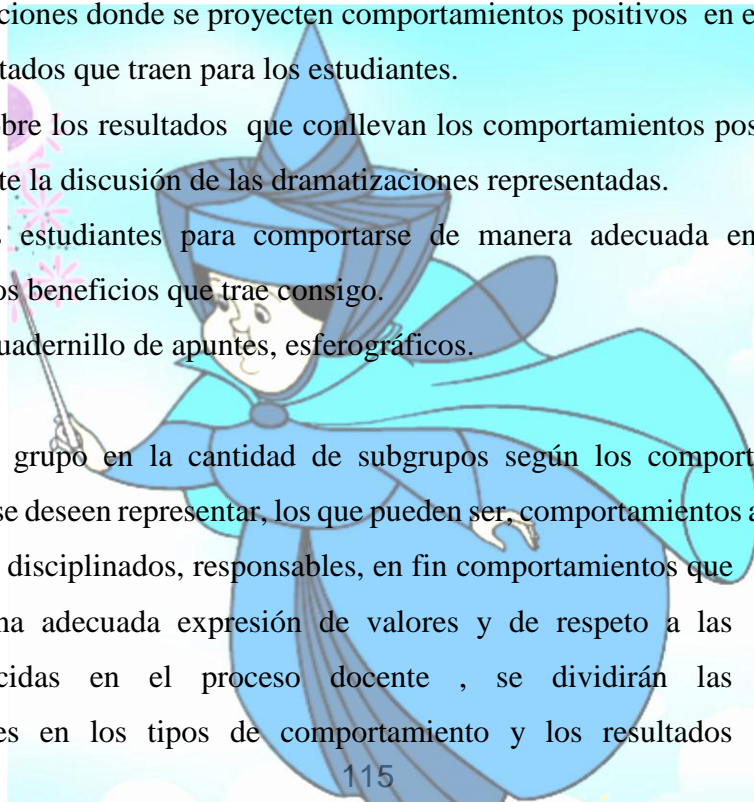 ciones donde se proyecten comportamientos positivos en e
tados que traen para los estudiantes.
bre los resultados que conllevan los comportamientos pos
te la discusión de las dramatizaciones representadas.
s estudiantes para comportarse de manera adecuada en
os beneficios que trae consigo.
uadernillo de apuntes, esferográficos.
grupo en la cantidad de subgrupos según los comport
se deseen representar, los que pueden ser, comportamientos a
disciplinados, responsables, en fin comportamientos que
na adecuada expresión de valores y de respeto a las
cidas en el proceso docente , se dividirán las
es en los tipos de comportamiento y los resultados
115